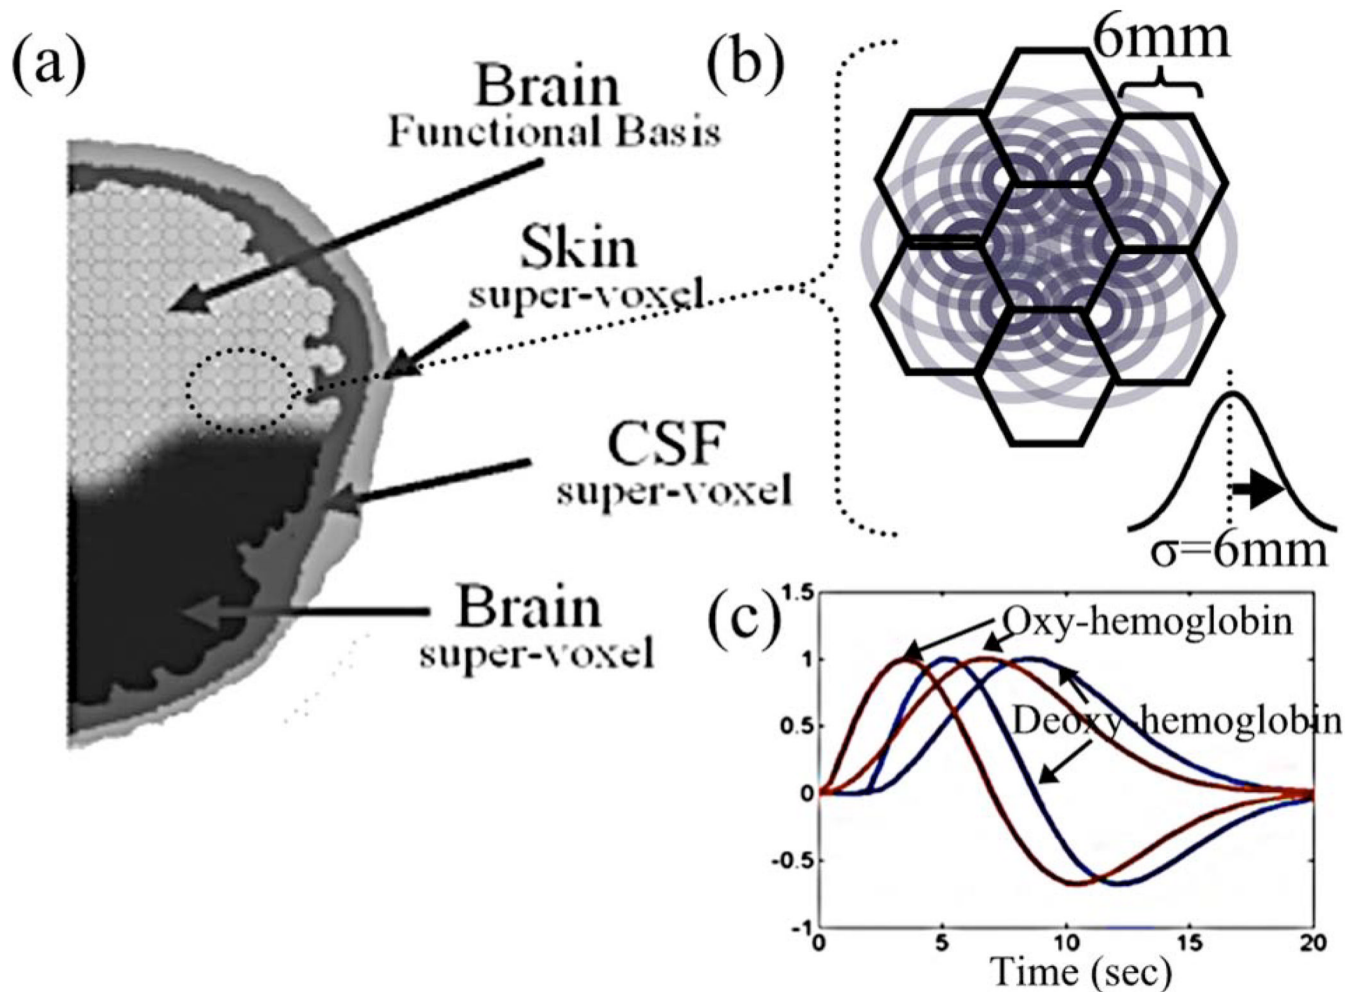 (a)
Brain
Functional Basis
Skin
super-voxel
CSF
super-voxel
Brain
super-voxel
(b)
6mm
σ=6mm
(c)
Oxy-hemoglobin
Deoxy-hemoglobin
1.5
1
0.5
0
-0.5
-1
0 5 10 15 20
Time (sec)